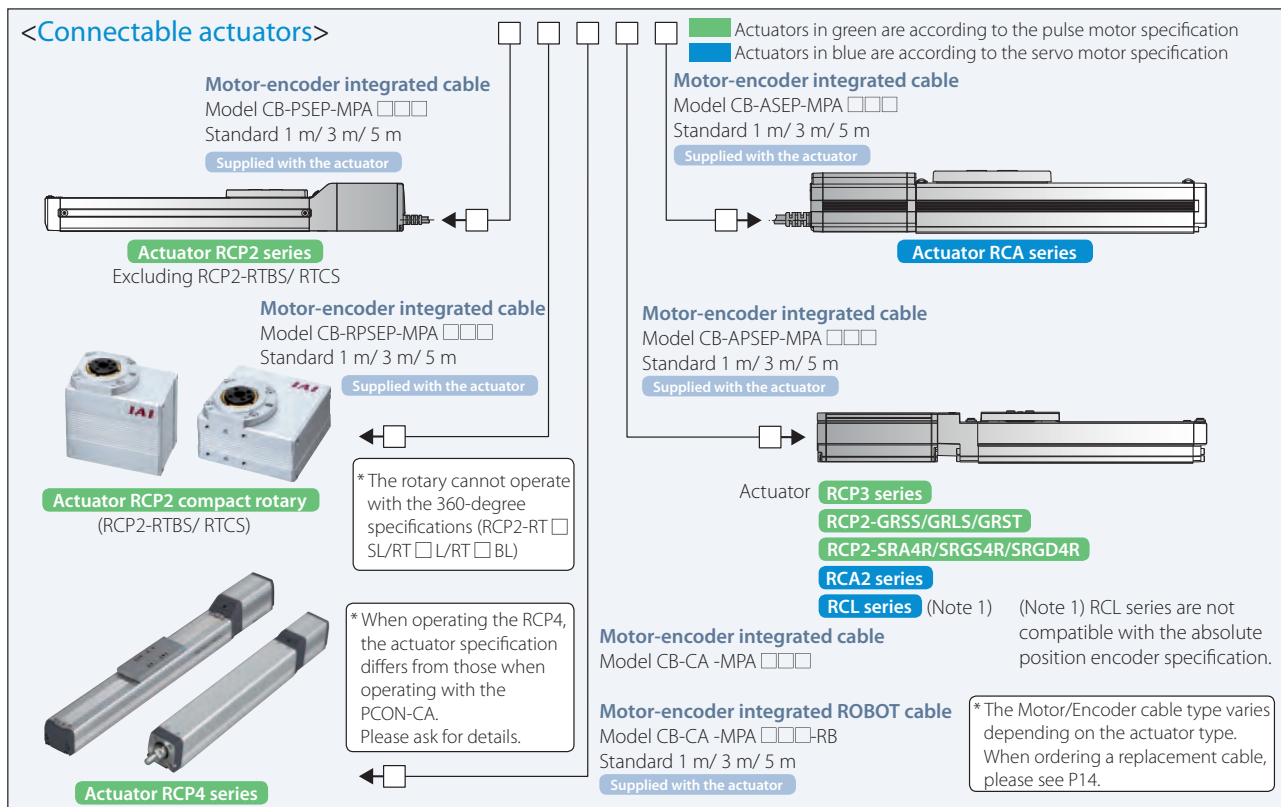 <Connectable actuators>
Actuators in green are according to the pulse motor specification
Actuators in blue are according to the servo motor specification
Motor-encoder integrated cable
Model CB-PSEP-MPA □□□
Standard 1 m/ 3 m/ 5 m
Supplied with the actuator
Actuator RCP2 series
Excluding RCP2-RTBS/ RTCS
Motor-encoder integrated cable
Model CB-ASEP-MPA □□□
Standard 1 m/ 3 m/ 5 m
Supplied with the actuator
Actuator RCA series
Motor-encoder integrated cable
Model CB-RPSEP-MPA □□□
Standard 1 m/ 3 m/ 5 m
Supplied with the actuator
IAI
IAI
Actuator RCP2 compact rotary
(RCP2-RTBS/ RTCS)
* The rotary cannot operate
with the 360-degree
specifications (RCP2-RT □
SL/RT □ L/RT □ BL)
Motor-encoder integrated cable
Model CB-APSEP-MPA □□□
Standard 1 m/ 3 m/ 5 m
Supplied with the actuator
Actuator RCP3 series
RCP2-GRSS/GRLS/GRST
RCP2-SRA4R/SRGS4R/SRGD4R
RCA2 series
RCL series (Note 1)
(Note 1) RCL series are not
compatible with the absolute
position encoder specification.
* When operating the RCP4,
the actuator specification
differs from those when
operating with the
PCON-CA.
Please ask for details.
Actuator RCP4 series
Motor-encoder integrated cable
Model CB-CA -MPA □□□
Motor-encoder integrated ROBOT cable
Model CB-CA -MPA □□□-RB
Standard 1 m/ 3 m/ 5 m
Supplied with the actuator
* The Motor/Encoder cable type varies
depending on the actuator type.
When ordering a replacement cable,
please see P14.